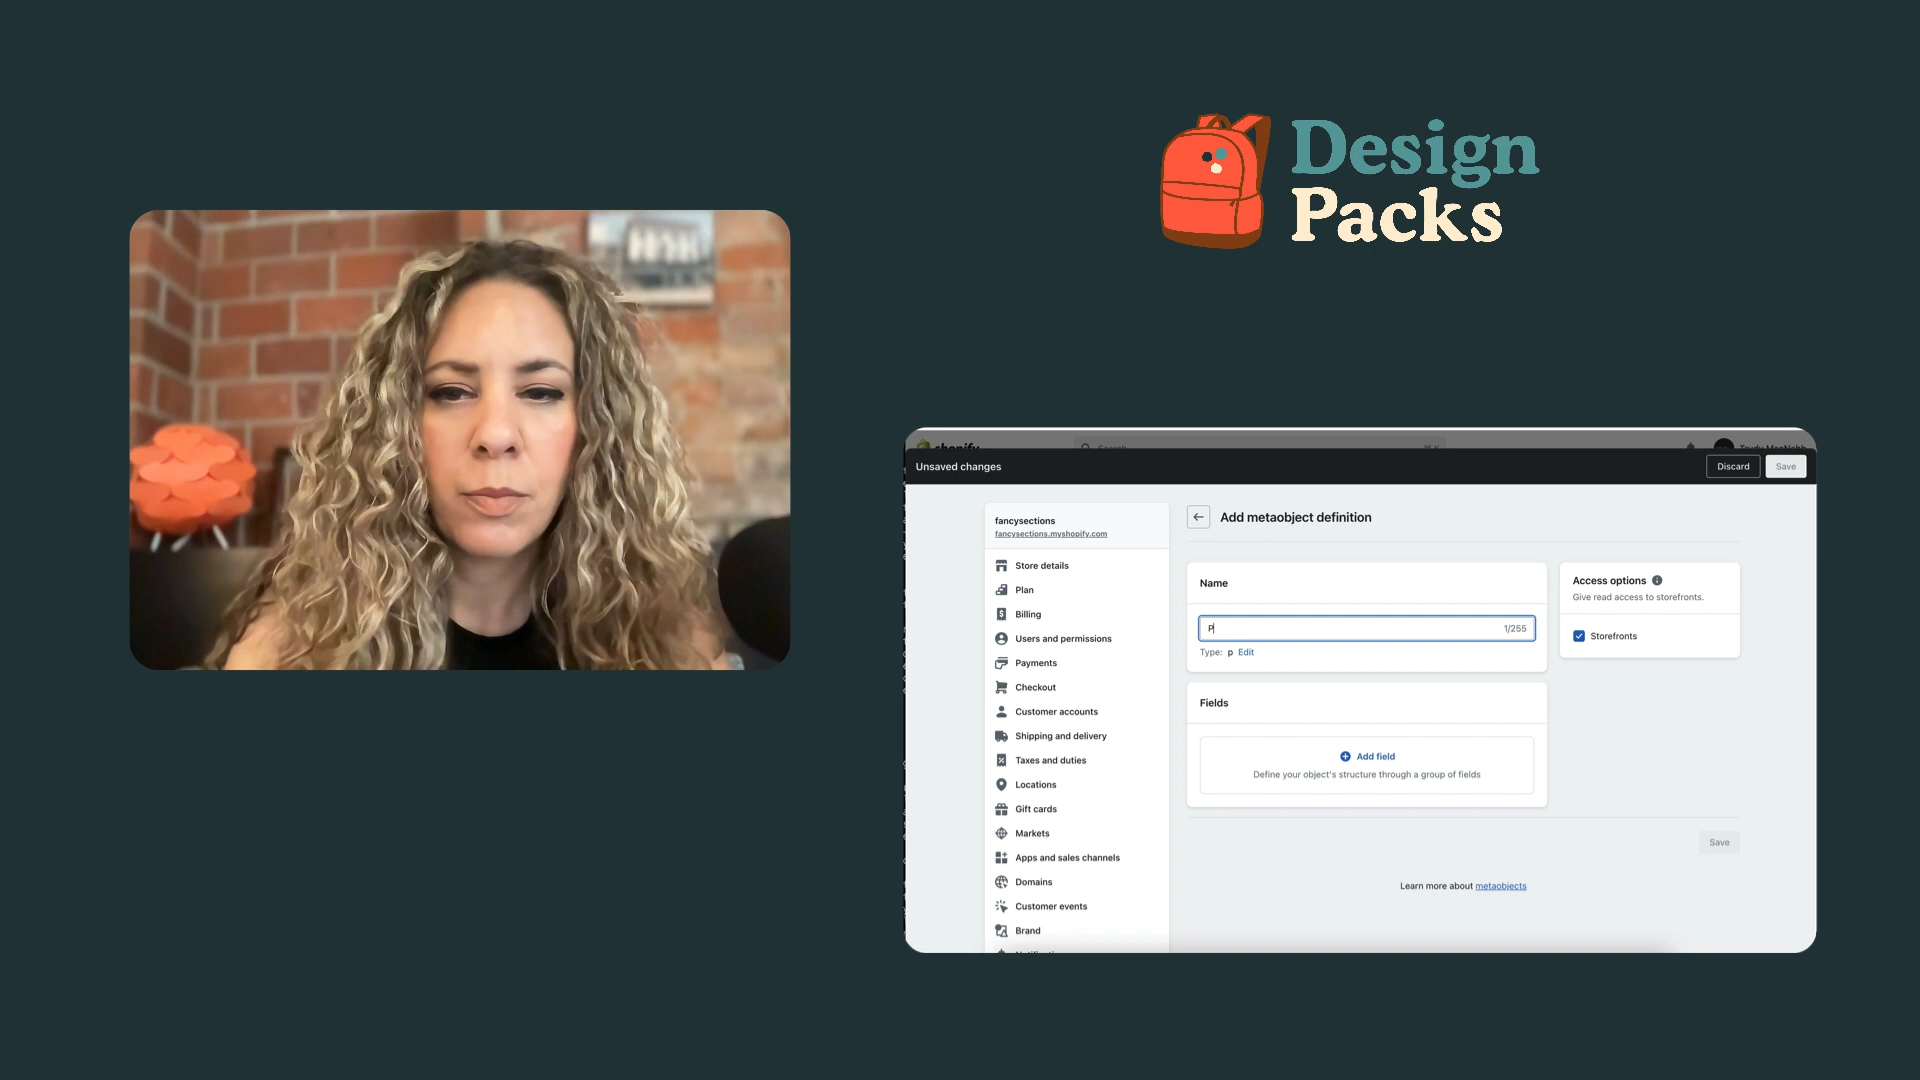 Design
Packs
shopify
Search
Unsaved changes
Discard
Save
fancysections
fancysections.myshopify.com
Store details
Plan
Billing
Users and permissions
Payments
Checkout
Customer accounts
Shipping and delivery
Taxes and duties
Locations
Gift cards
Markets
Apps and sales channels
Domains
Customer events
Brand
Add metaobject definition
Name
P
1/255
Type: p Edit
Fields
Add field
Define your object's structure through a group of fields
Access options
Give read access to storefronts.
Storefronts
Save
Learn more about metaobjects